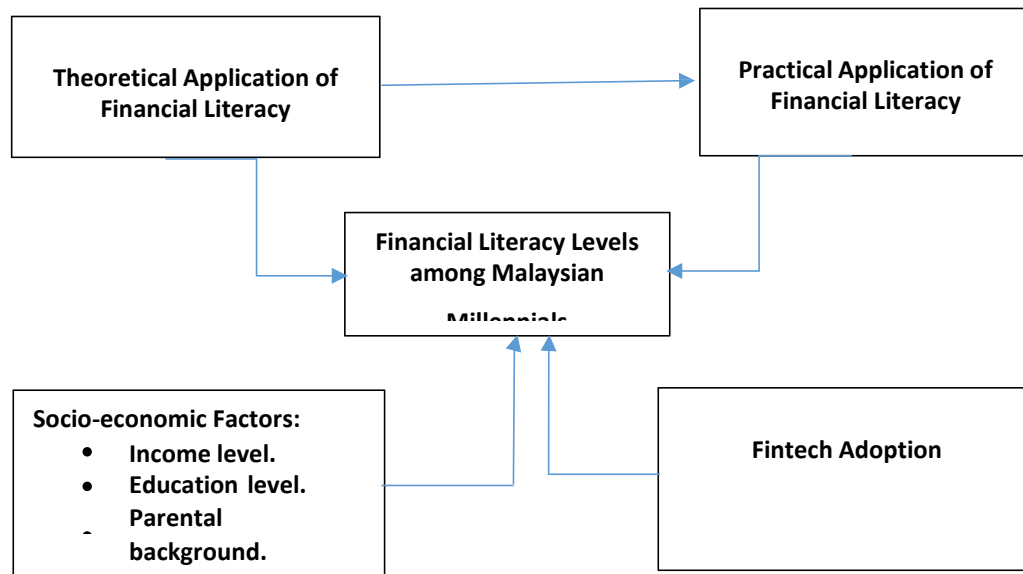 Theoretical Application of
Financial Literacy
Practical Application of
Financial Literacy
Financial Literacy Levels
among Malaysian
Millennials
Socio-economic Factors:
• Income level.
• Education level.
• Parental
background.
Fintech Adoption